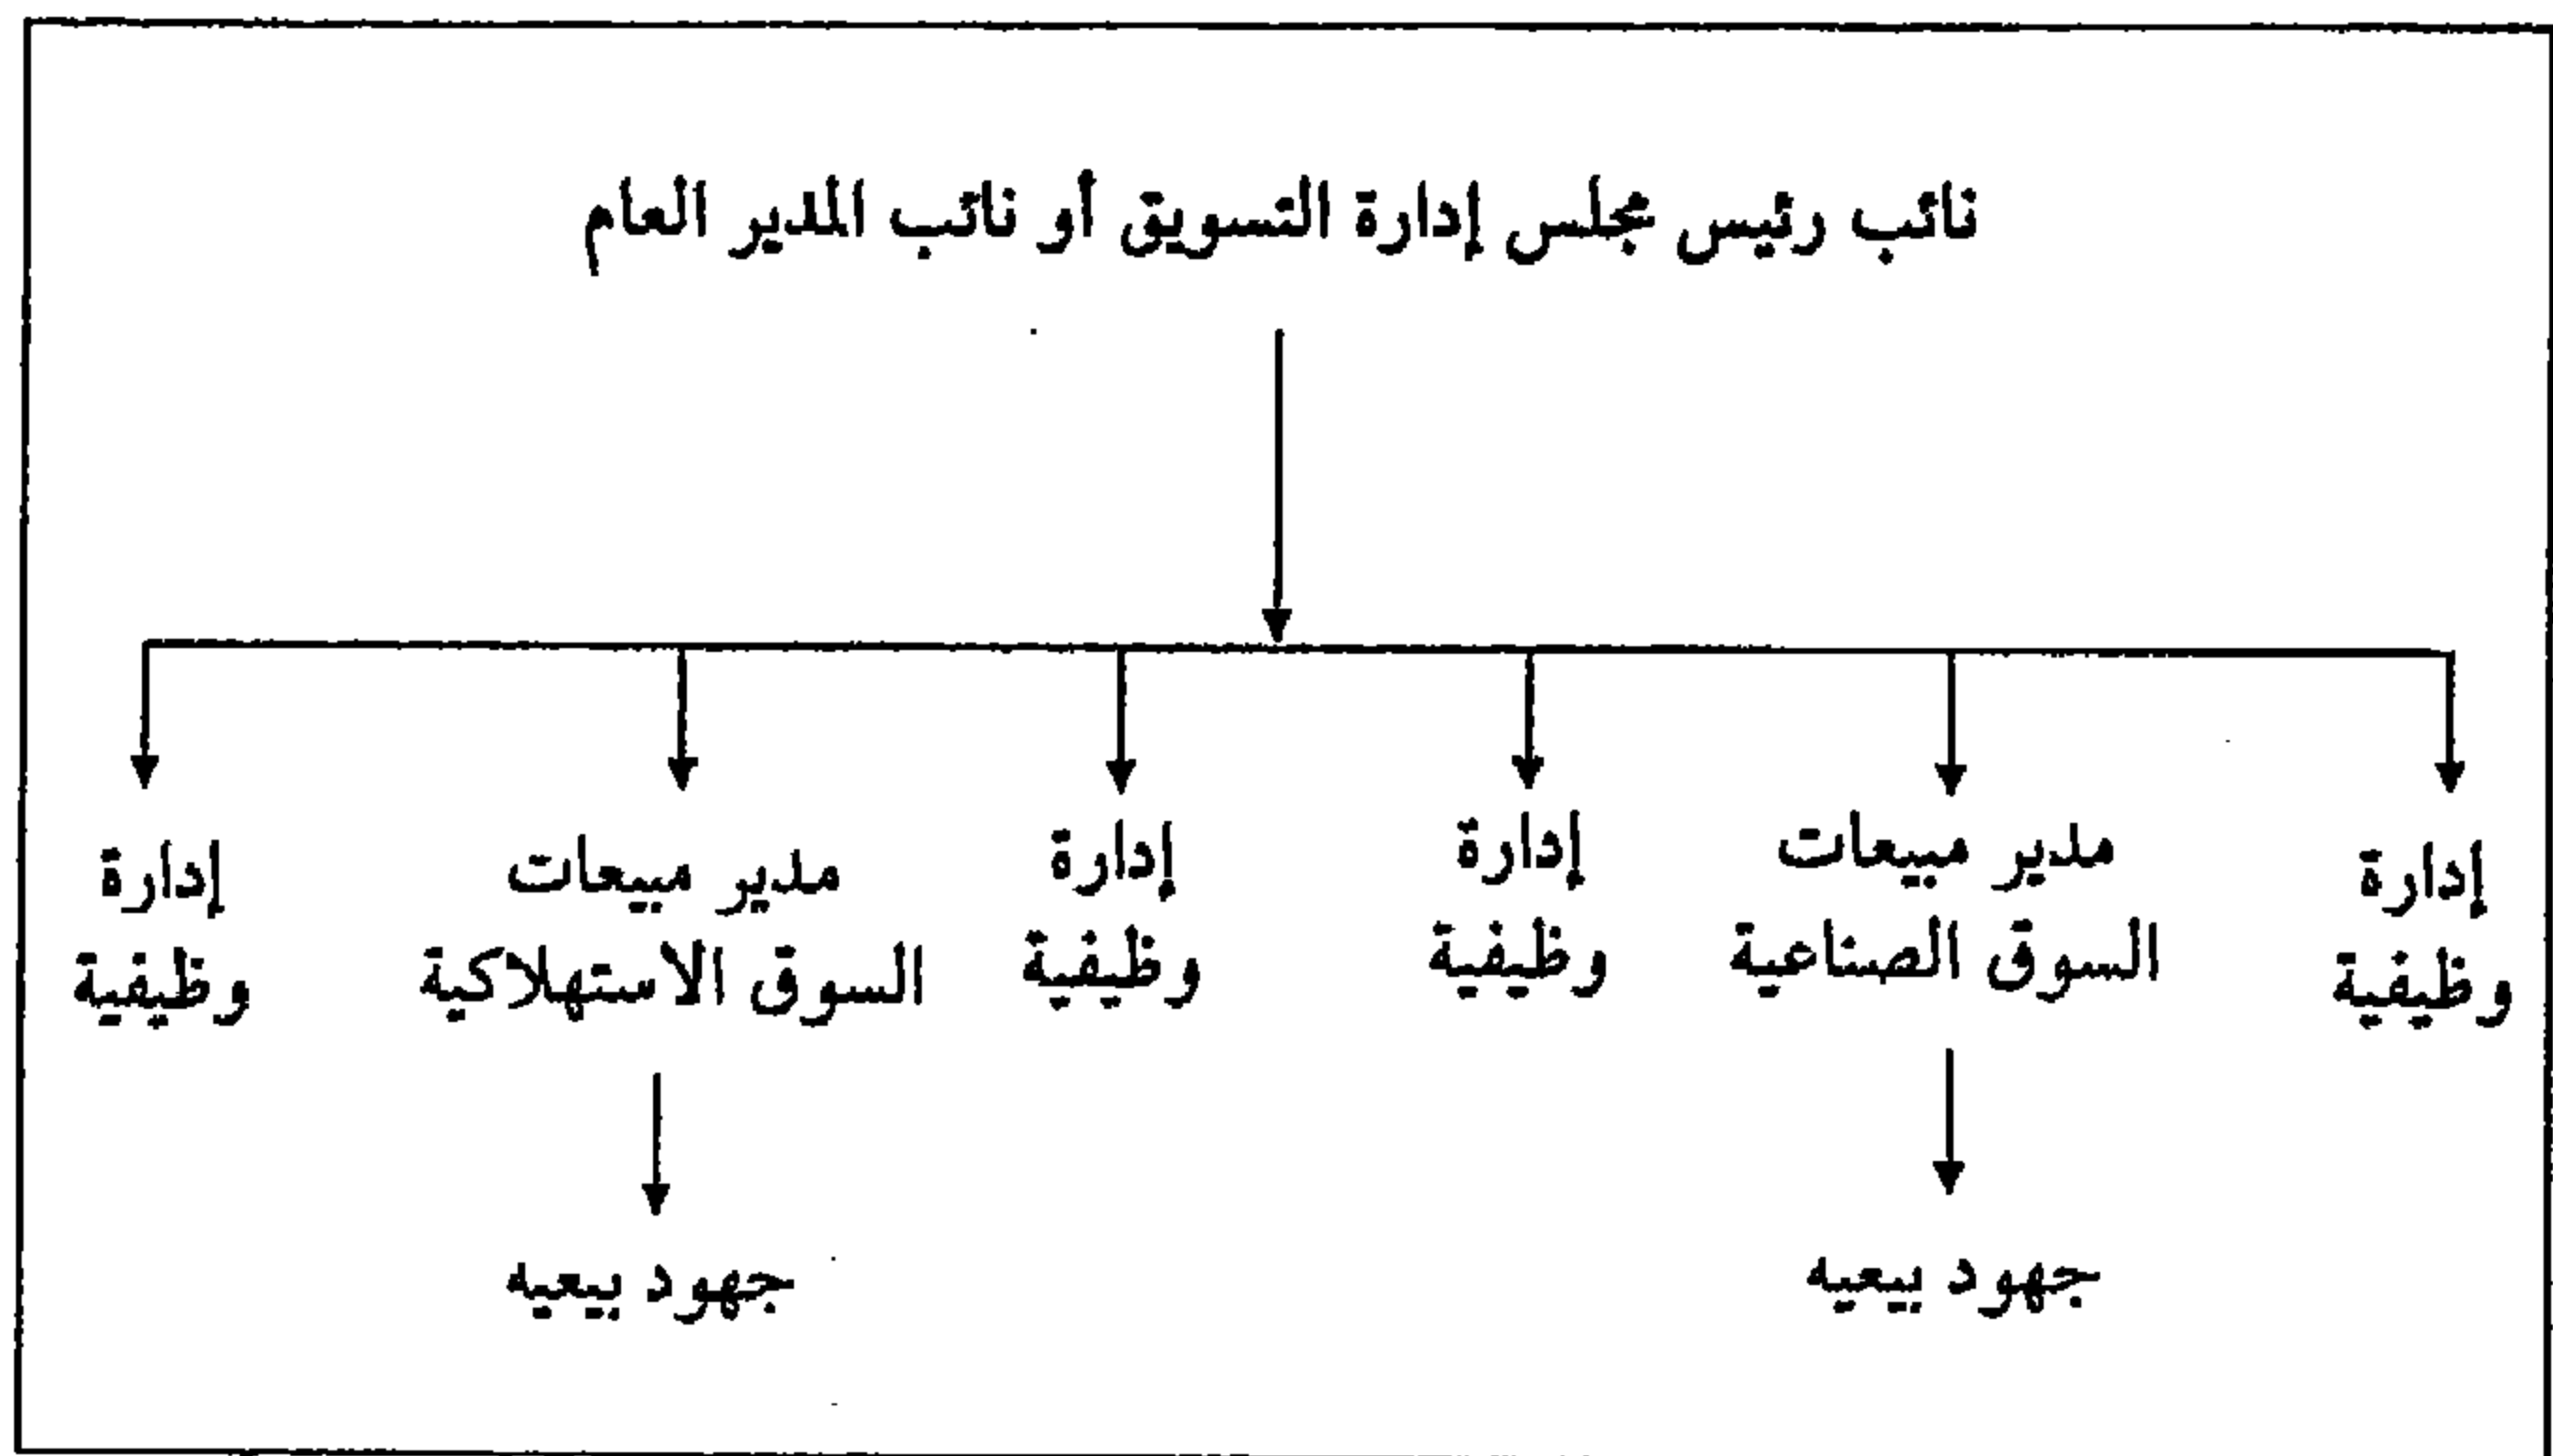 نائب رئيس مجلس إدارة التسويق أو نائب المدير العام
إدارة
وظيفية
مدير مبيعات
السوق الصناعية
إدارة
وظيفية
إدارة
وظيفية
مدير مبيعات
السوق الاستهلاكية
إدارة
وظيفية
جهود بيعيه
جهود بيعيه